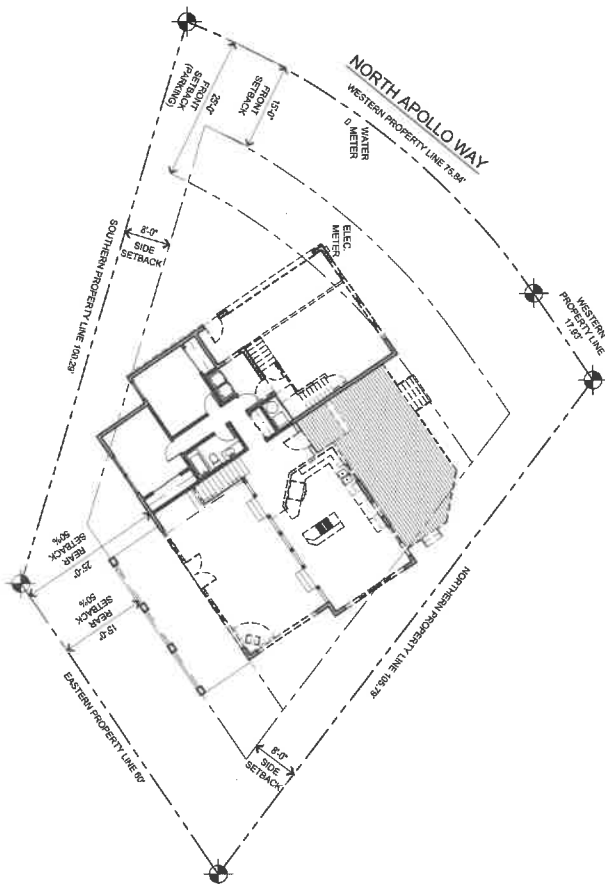 NORTH APOLLO WAY
WESTERN PROPERTY LINE 75.84'
WESTERN
PROPERTY LINE
17.93'
FRONT
SETBACK
15'-0"
FRONT
SETBACK
(PARKING)
25'-0"
WATER
METER
ELEC.
METER
8'-0"
SIDE
SETBACK
SOUTHERN PROPERTY LINE 100.29'
REAR
SETBACK
50%
25'-0"
REAR
SETBACK
50%
15'-0"
EASTERN PROPERTY LINE 60'
8'-0"
SIDE
SETBACK
NORTHERN PROPERTY LINE 105.79'